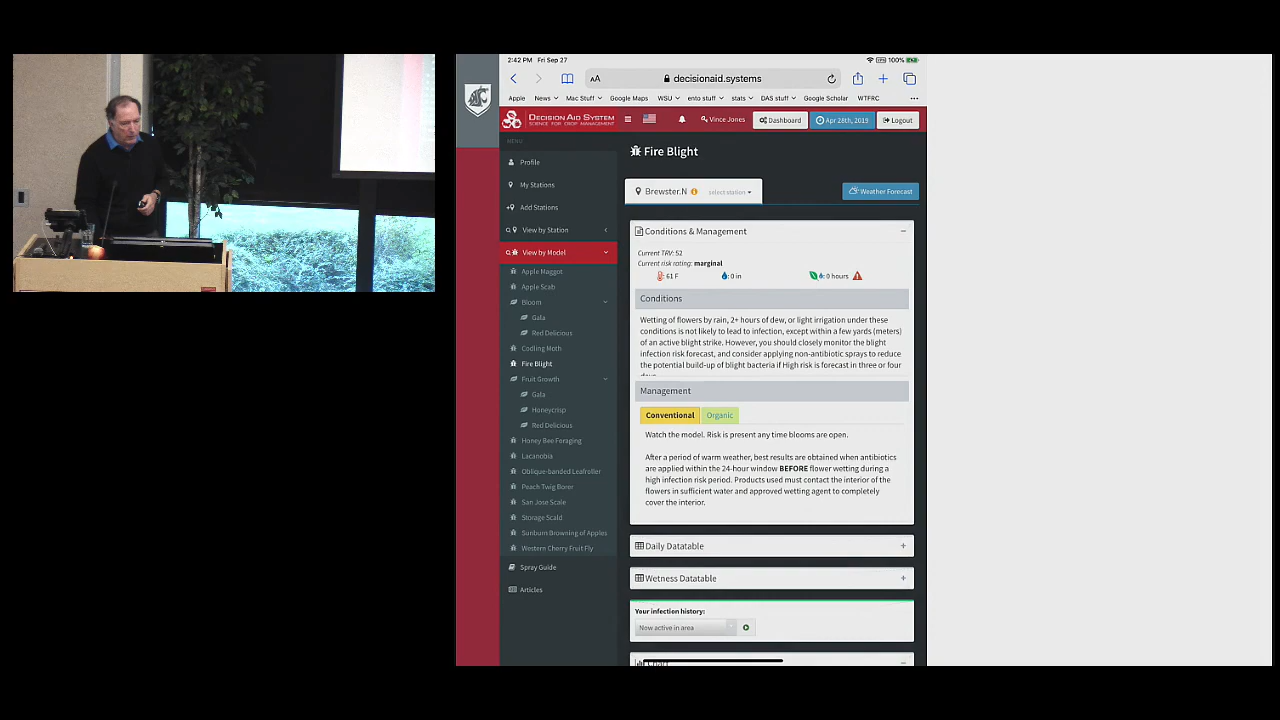 2:42 PM Fri Sep 27
100%
AA
decisionaid.systems
Apple News Mac Stuff Google Maps WSU ento stuff stats DAS stuff Google Scholar WTFRC
DECISION AID SYSTEM
SCIENCE FOR CROP MANAGEMENT
Vince Jones
Dashboard
Apr 28th, 2019
Logout
MENU
Profile
My Stations
Add Stations
View by Station
View by Model
Apple Maggot
Apple Scab
Bloom
Gala
Red Delicious
Codling Moth
Fire Blight
Fruit Growth
Gala
Honeycrisp
Red Delicious
Honey Bee Foraging
Lacanobia
Oblique-banded Leafroller
Peach Twig Borer
San Jose Scale
Storage Scald
Sunburn Browning of Apples
Western Cherry Fruit Fly
Spray Guide
Articles
Fire Blight
Brewster.N
select station
Weather Forecast
Conditions & Management
Current TRV: 52
Current risk rating: marginal
61 F
: 0 in
: 0 hours
Conditions
Wetting of flowers by rain, 2+ hours of dew, or light irrigation under these
conditions is not likely to lead to infection, except within a few yards (meters)
of an active blight strike. However, you should closely monitor the blight
infection risk forecast, and consider applying non-antibiotic sprays to reduce
the potential build-up of blight bacteria if High risk is forecast in three or four
Management
Conventional
Organic
Watch the model. Risk is present any time blooms are open.
After a period of warm weather, best results are obtained when antibiotics
are applied within the 24-hour window BEFORE flower wetting during a
high infection risk period. Products used must contact the interior of the
flowers in sufficient water and approved wetting agent to completely
cover the interior.
Daily Datatable
Wetness Datatable
Your infection history:
Now active in area